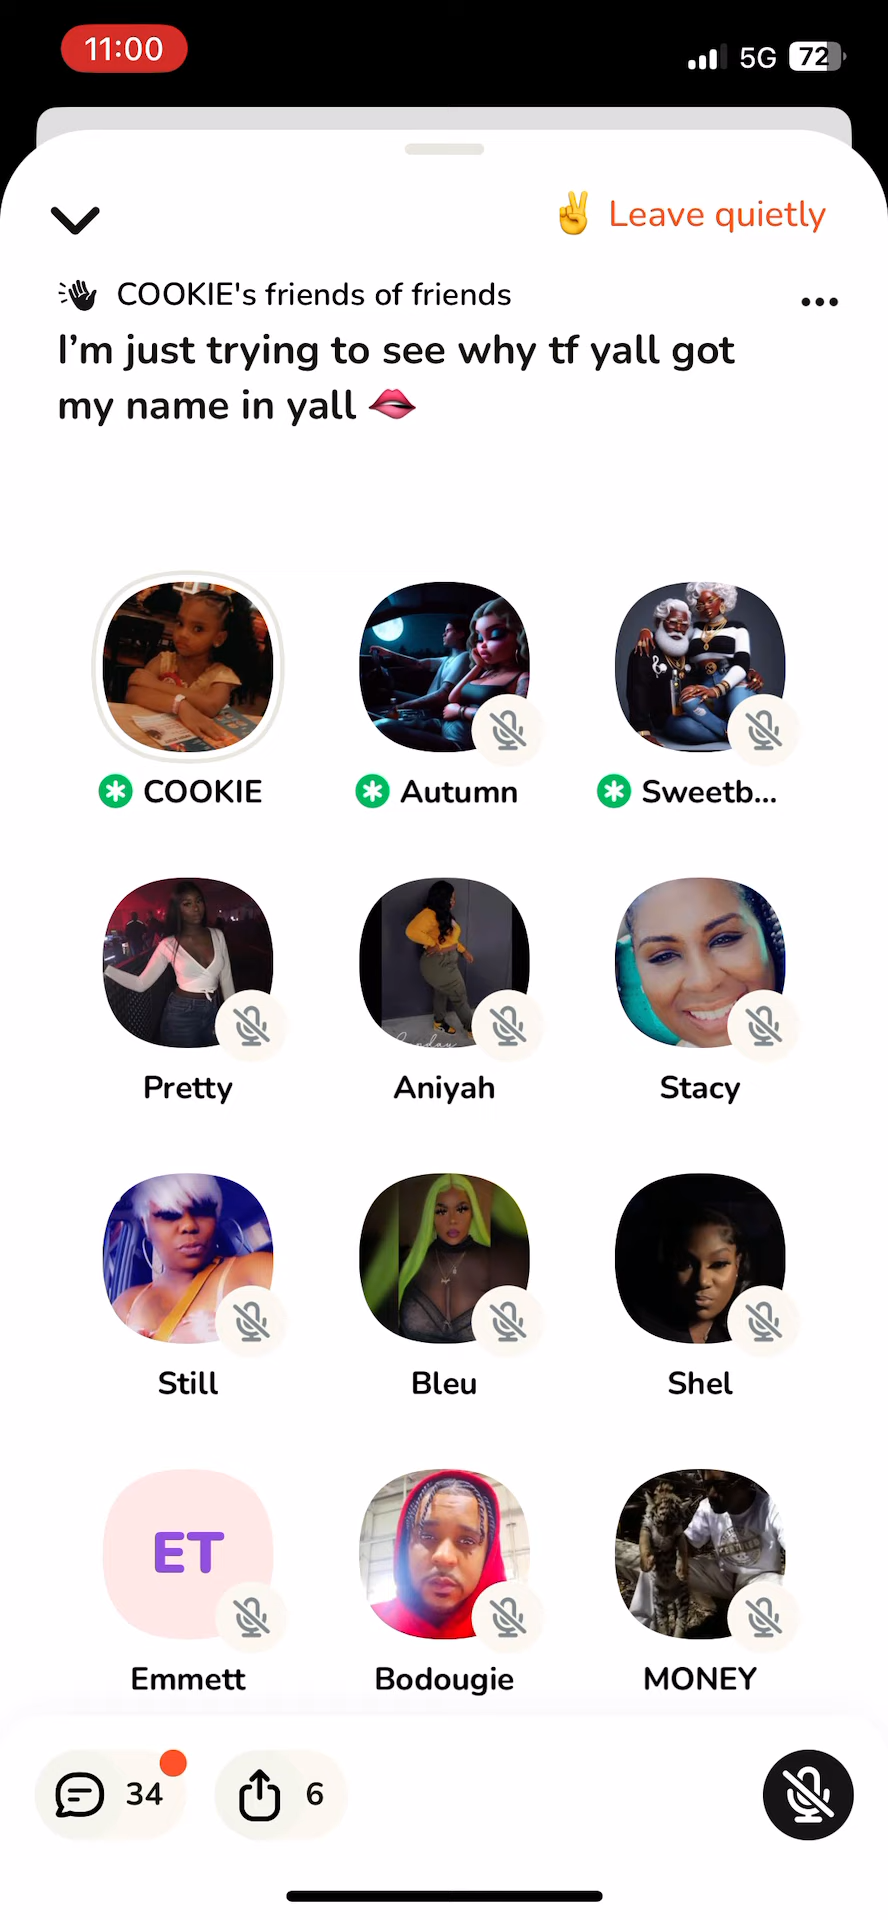 11:00
5G 72
✌️ Leave quietly
COOKIE's friends of friends
I'm just trying to see why tf yall got
my name in yall 🫦
COOKIE Autumn Sweetb...
Pretty Aniyah Stacy
Still Bleu Shel
ET
Emmett Bodougie MONEY
34 6